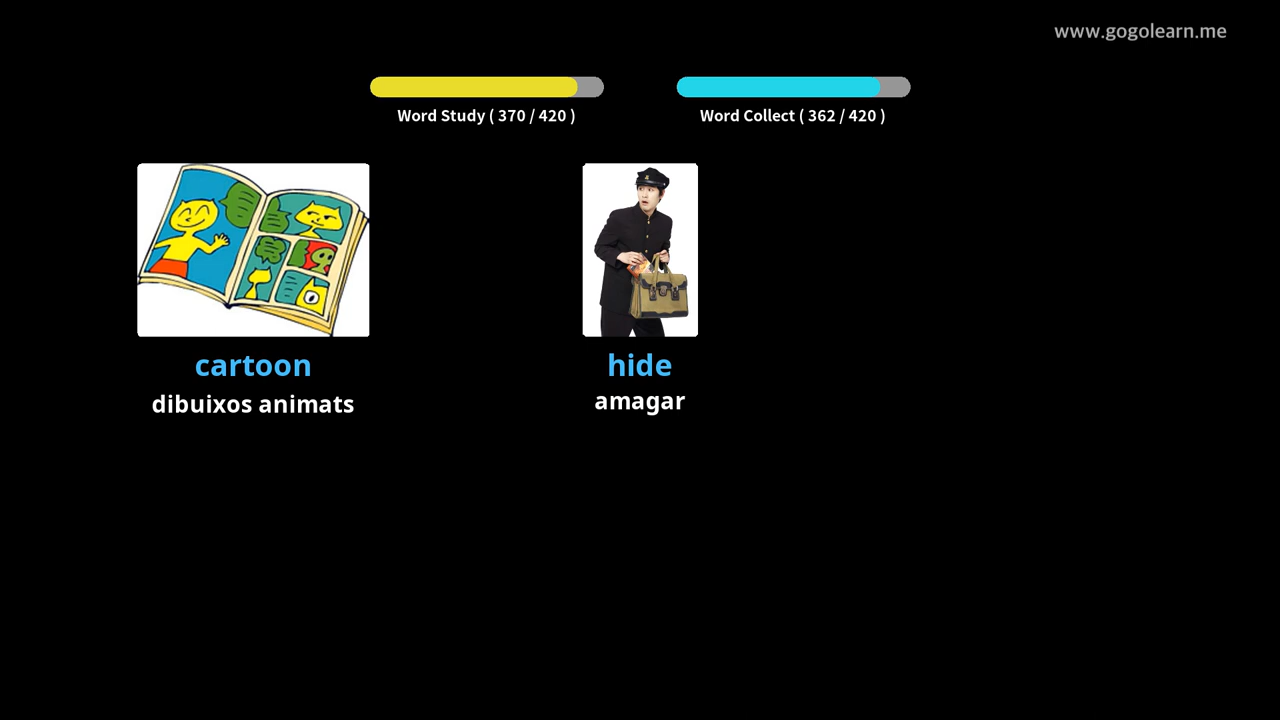 www.gogolearn.me
Word Study ( 370 / 420 )
Word Collect ( 362 / 420 )
cartoon
dibuixos animats
hide
amagar